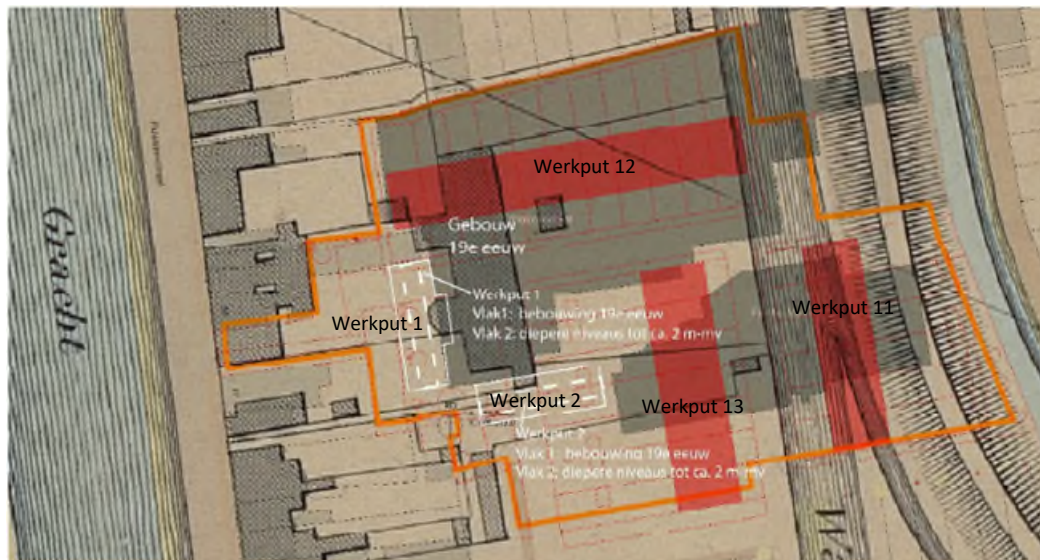 Gracht
Werkput 12
Gebouw
19e eeuw
Werkput 1
Vlak1: bebouwing 19e eeuw
Vlak 2: diepere niveaus tot ca. 2 m-mv
Werkput 1
Werkput 11
Werkput 2
Werkput 13
Werkput 2
Vlak 1: bebouwing 19e eeuw
Vlak 2: diepere niveaus tot ca. 2 m-mv